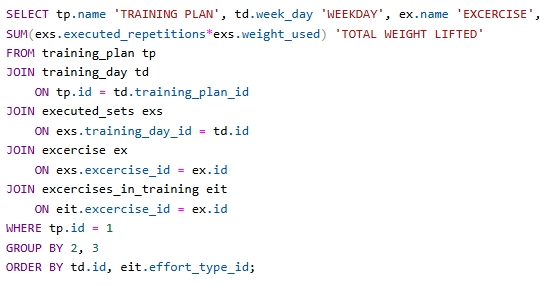 SELECT tp.name 'TRAINING PLAN', td.week_day 'WEEKDAY', ex.name 'EXCERCISE',
SUM(exs.executed_repetitions*exs.weight_used) 'TOTAL WEIGHT LIFTED'
FROM training_plan tp
JOIN training_day td
ON tp.id = td.training_plan_id
JOIN executed_sets exs
ON exs.training_day_id = td.id
JOIN excercise ex
ON exs.excercise_id = ex.id
JOIN excercises_in_training eit
ON eit.excercise_id = ex.id
WHERE tp.id = 1
GROUP BY 2, 3
ORDER BY td.id, eit.effort_type_id;